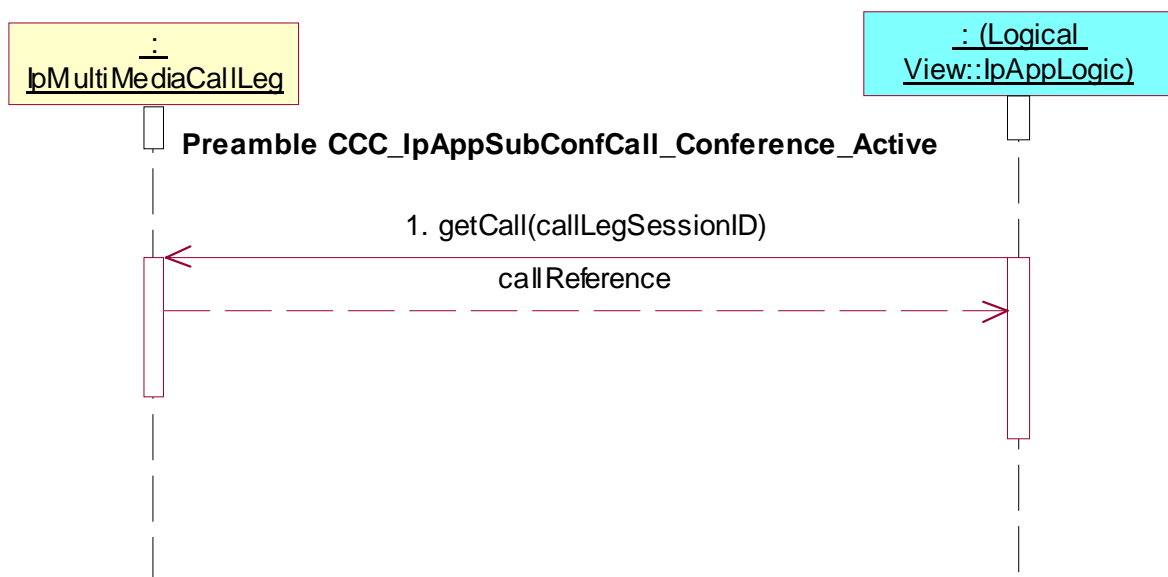 :
IpMultiMediaCallLeg
: (Logical
View::IpAppLogic)
Preamble CCC_IpAppSubConfCall_Conference_Active
1. getCall(callLegSessionID)
callReference